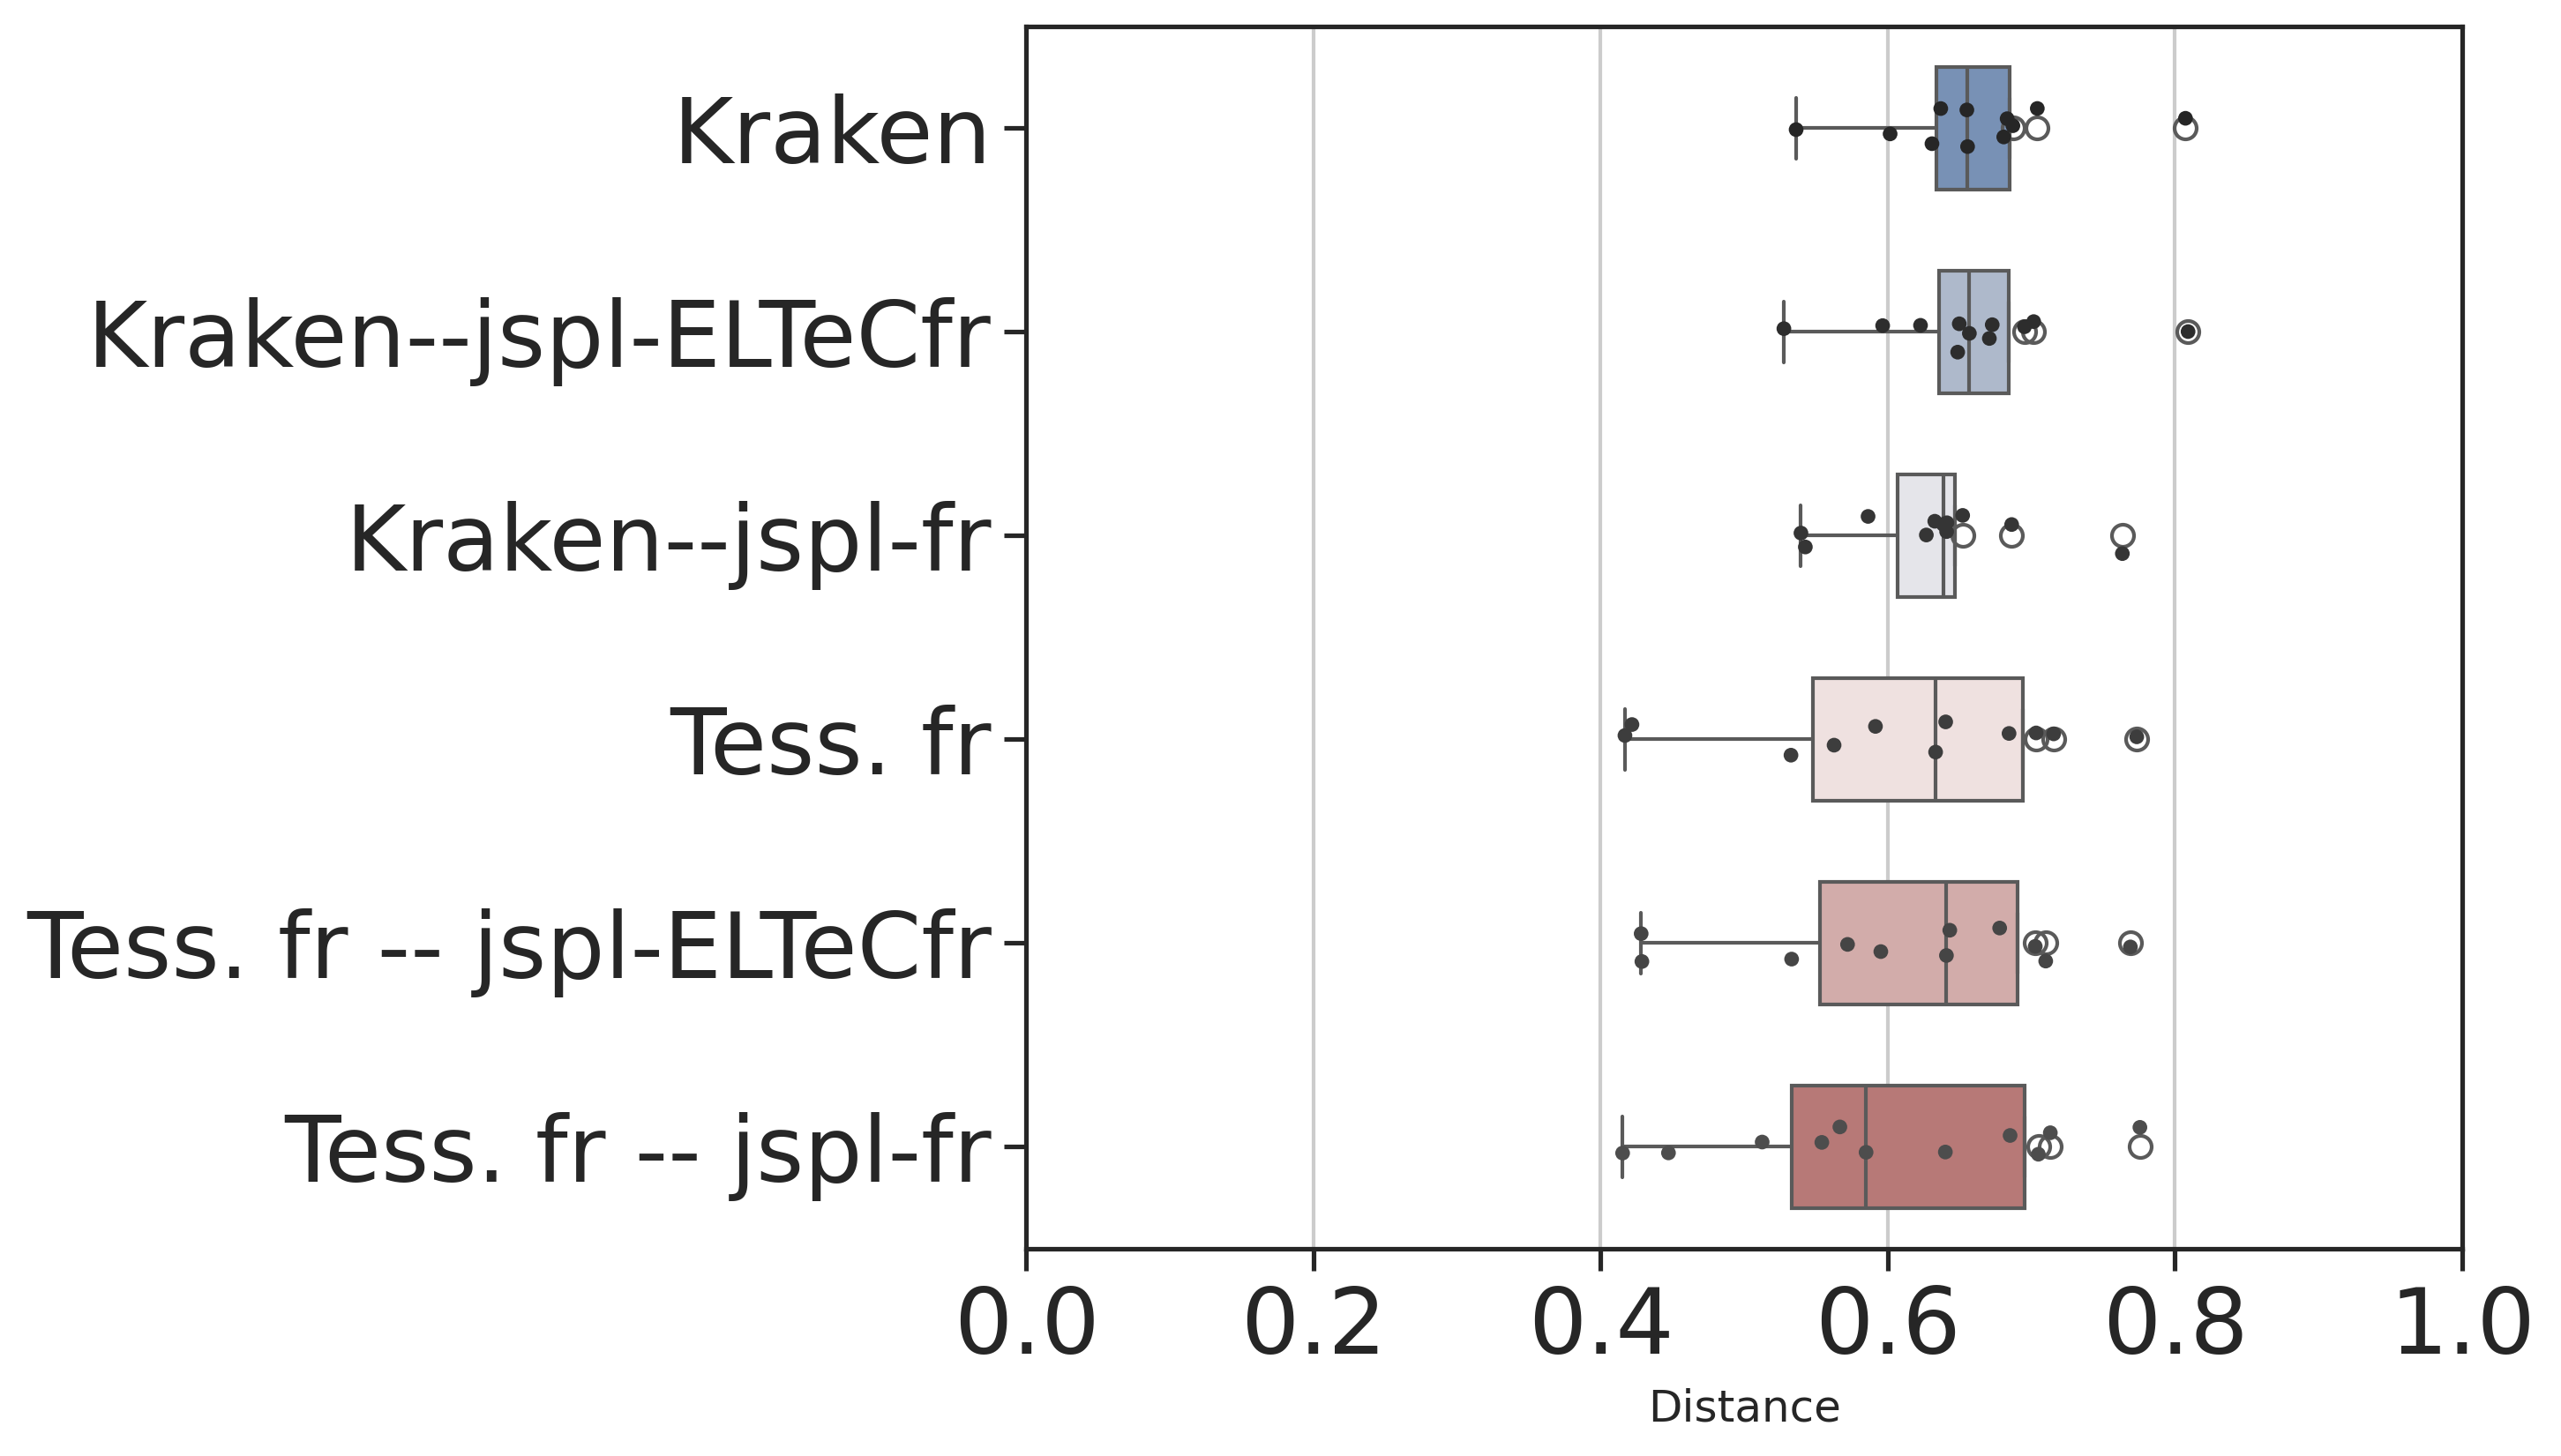 Kraken
Kraken--jspl-ELTeCfr
Kraken--jspl-fr
Tess. fr
Tess. fr -- jspl-ELTeCfr
Tess. fr -- jspl-fr
0.0 0.2 0.4 0.6 0.8 1.0
Distance